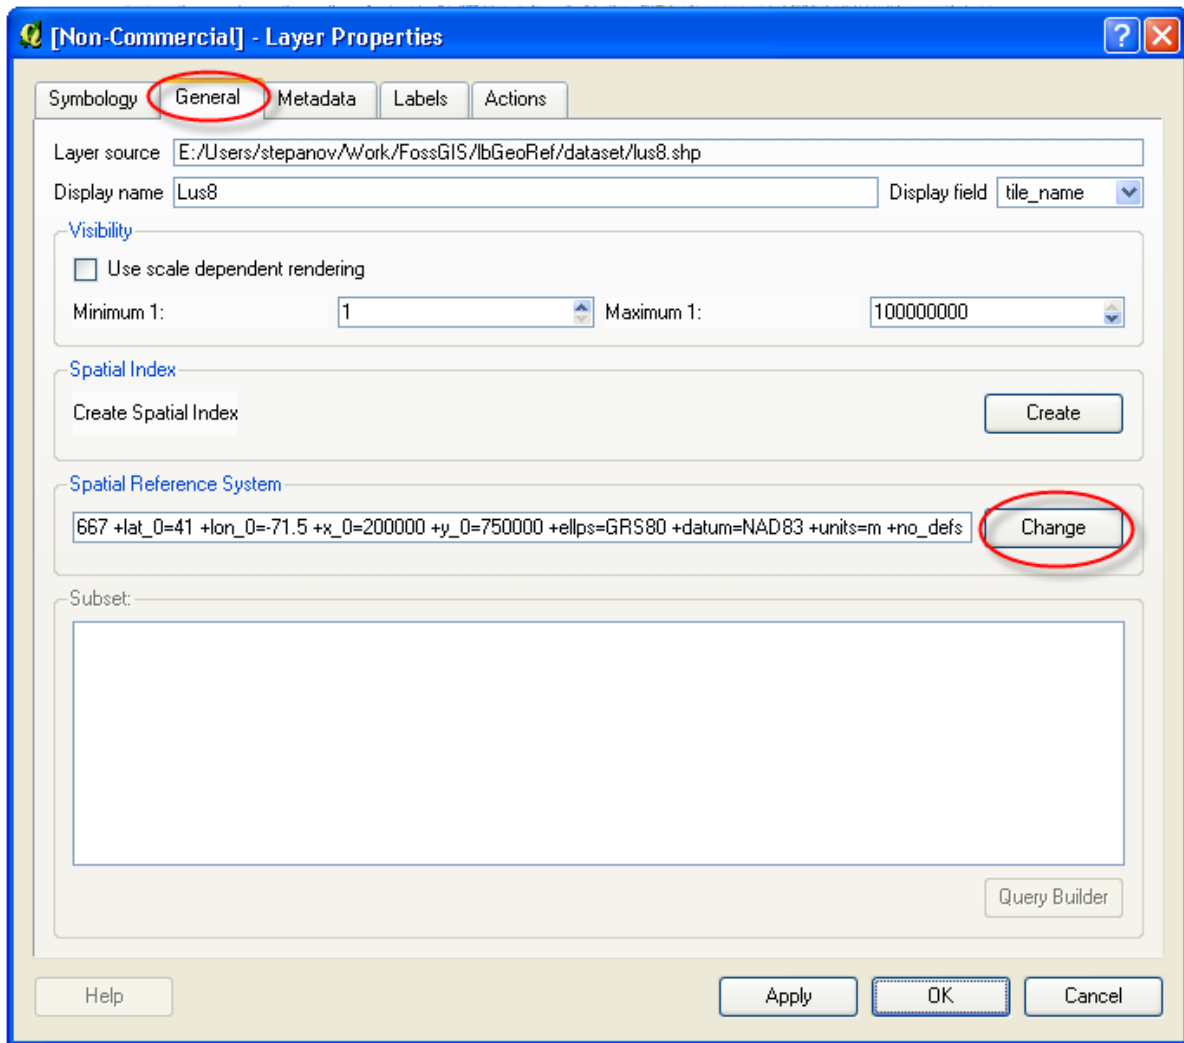 [Non-Commercial] - Layer Properties
Symbology General Metadata Labels Actions
Layer source E:/Users/stepanov/Work/FossGIS/lbGeoRef/dataset/lus8.shp
Display name Lus8 Display field tile_name
Visibility
Use scale dependent rendering
Minimum 1: 1 Maximum 1: 100000000
Spatial Index
Create Spatial Index Create
Spatial Reference System
667 +lat_0=41 +lon_0=-71.5 +x_0=200000 +y_0=750000 +ellps=GRS80 +datum=NAD83 +units=m +no_defs Change
Subset:
Query Builder
Help Apply OK Cancel